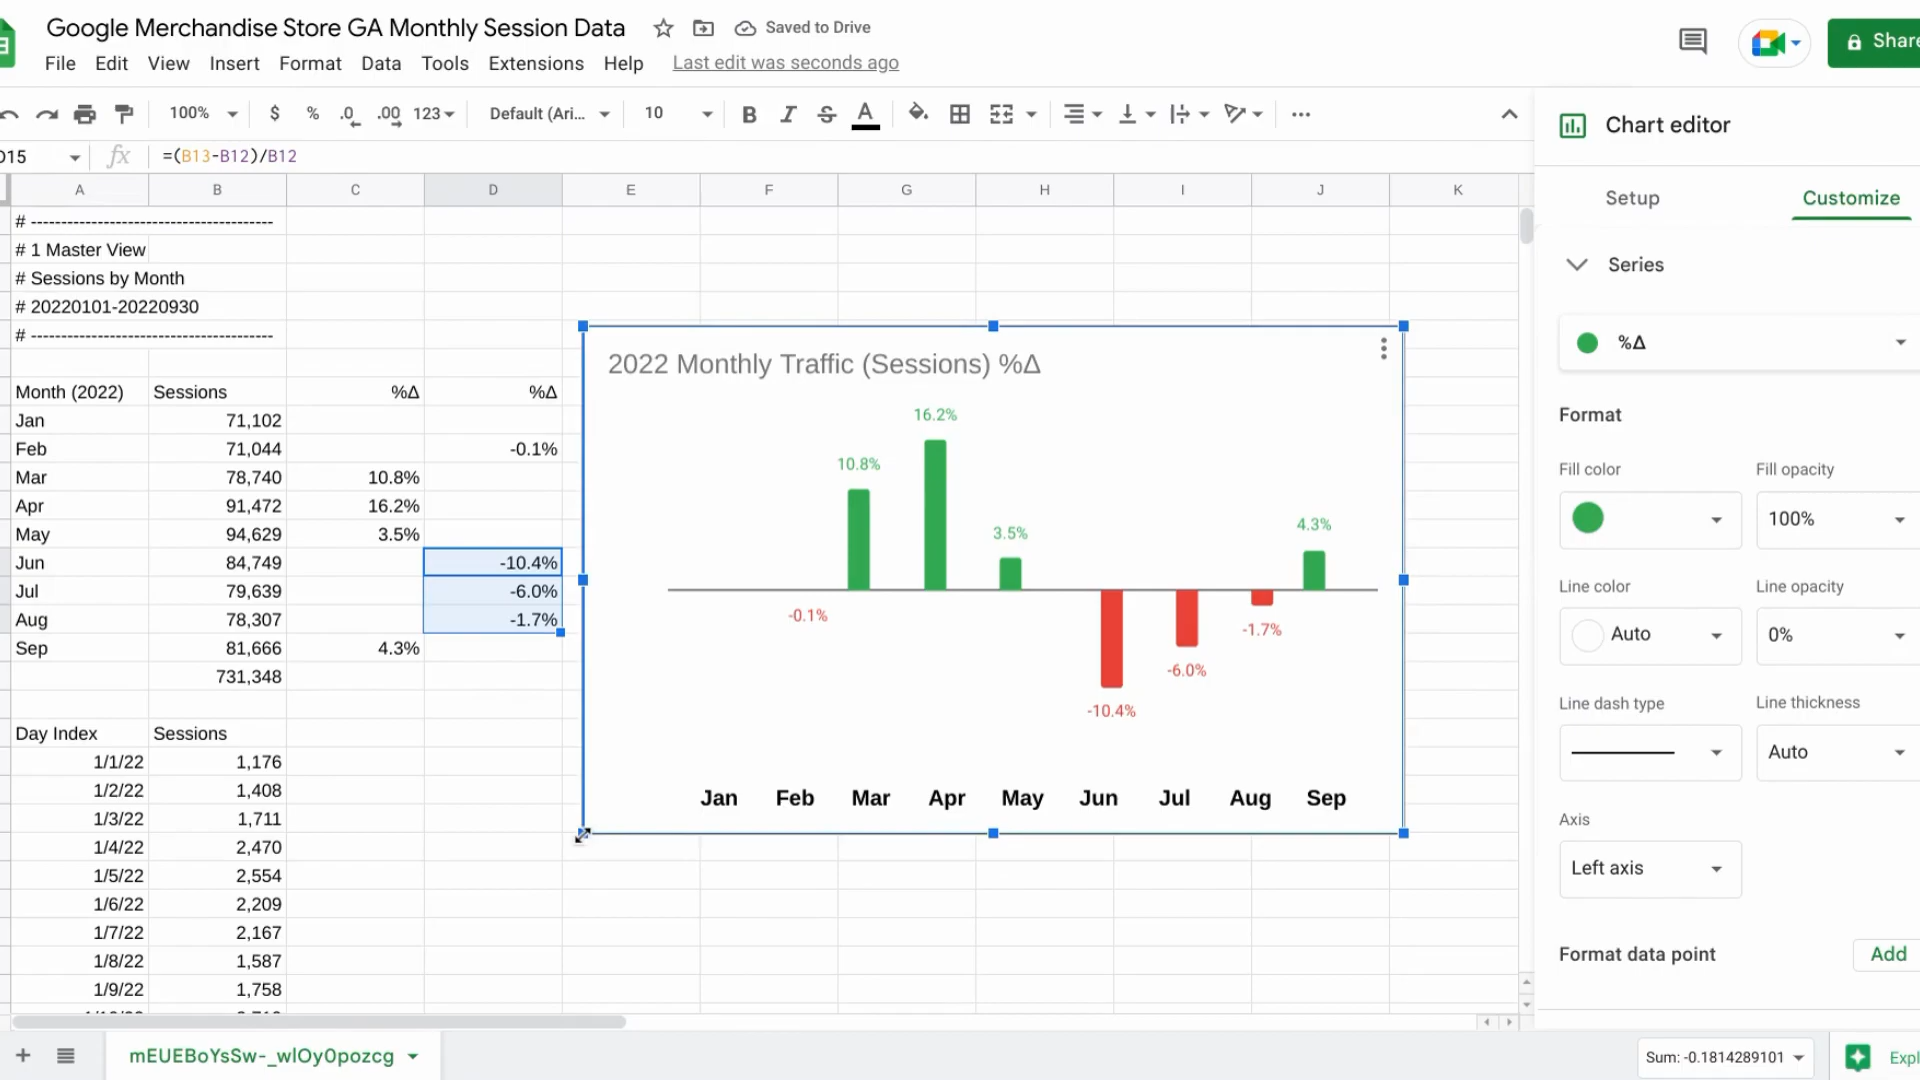 Google Merchandise Store GA Monthly Session Data
Saved to Drive
File Edit View Insert Format Data Tools Extensions Help Last edit was seconds ago
Share
100% $ % .0 .00 123 Default (Ari... 10 B I S A
D15 fx =(B13-B12)/B12
A B C D E F G H I J K
# ----------------------------------------
# 1 Master View
# Sessions by Month
# 20220101-20220930
# ----------------------------------------
Month (2022) Sessions %Δ %Δ
Jan 71,102
Feb 71,044 -0.1%
Mar 78,740 10.8%
Apr 91,472 16.2%
May 94,629 3.5%
Jun 84,749 -10.4%
Jul 79,639 -6.0%
Aug 78,307 -1.7%
Sep 81,666 4.3%
731,348
Day Index Sessions
1/1/22 1,176
1/2/22 1,408
1/3/22 1,711
1/4/22 2,470
1/5/22 2,554
1/6/22 2,209
1/7/22 2,167
1/8/22 1,587
1/9/22 1,758
2022 Monthly Traffic (Sessions) %Δ
16.2%
10.8%
3.5%
4.3%
-0.1%
-1.7%
-6.0%
-10.4%
Jan Feb Mar Apr May Jun Jul Aug Sep
Chart editor
Setup Customize
Series
%Δ
Format
Fill color Fill opacity
100%
Line color Line opacity
Auto 0%
Line dash type Line thickness
Auto
Axis
Left axis
Format data point Add
mEUEBoYsSw-_wlOy0pozcg
Sum: -0.1814289101
Expl